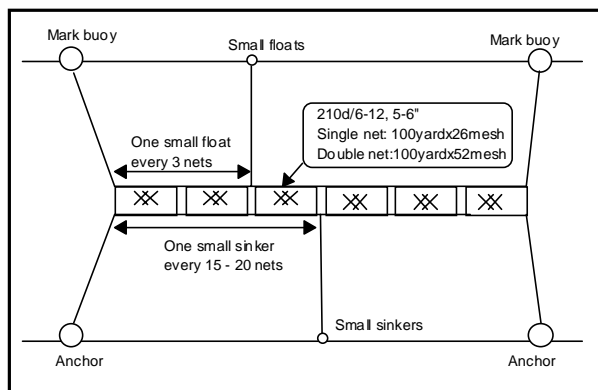 Mark buoy
Small floats
Mark buoy
210d/6-12, 5-6"
Single net: 100yardx26mesh
Double net:100yardx52mesh
One small float
every 3 nets
One small sinker
every 15 - 20 nets
Small sinkers
Anchor
Anchor